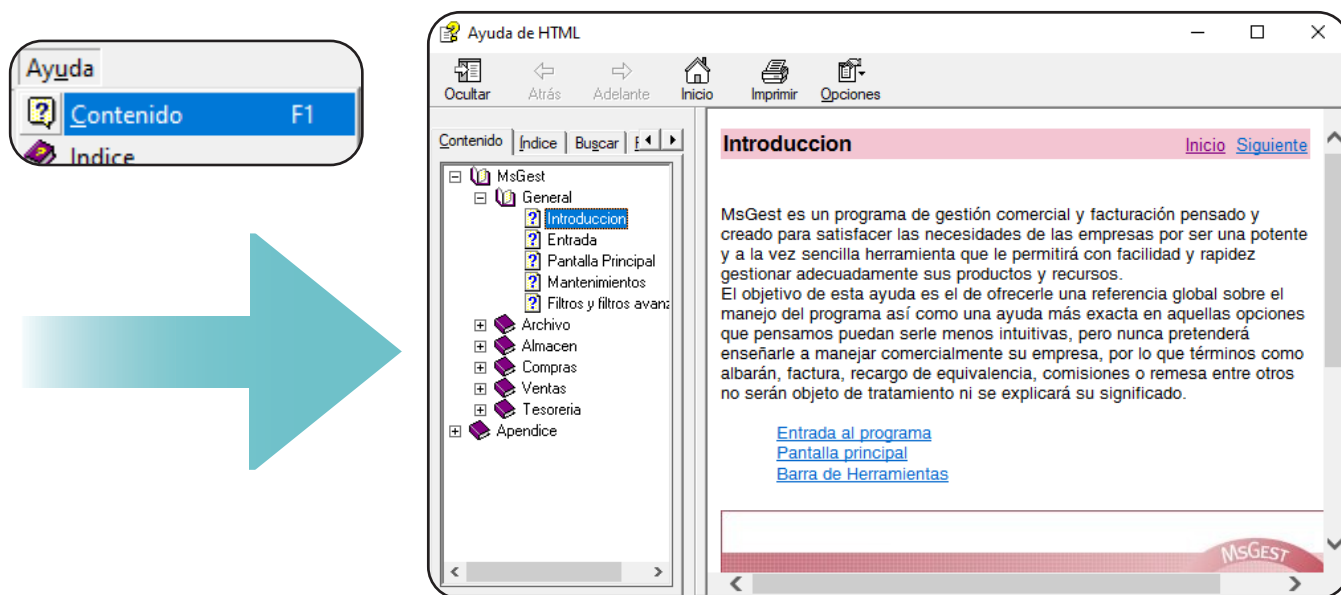 Ayuda
Contenido F1
Indice
Ayuda de HTML
Ocultar Atrás Adelante Inicio Imprimir Opciones
Contenido Índice Buscar
MsGest
General
Introduccion
Entrada
Pantalla Principal
Mantenimientos
Filtros y filtros avanz
Archivo
Almacen
Compras
Ventas
Tesoreria
Apendice
Introduccion Inicio Siguiente
MsGest es un programa de gestión comercial y facturación pensado y
creado para satisfacer las necesidades de las empresas por ser una potente
y a la vez sencilla herramienta que le permitirá con facilidad y rapidez
gestionar adecuadamente sus productos y recursos.
El objetivo de esta ayuda es el de ofrecerle una referencia global sobre el
manejo del programa así como una ayuda más exacta en aquellas opciones
que pensamos puedan serle menos intuitivas, pero nunca pretenderá
enseñarle a manejar comercialmente su empresa, por lo que términos como
albarán, factura, recargo de equivalencia, comisiones o remesa entre otros
no serán objeto de tratamiento ni se explicará su significado.
Entrada al programa
Pantalla principal
Barra de Herramientas
MSGEST